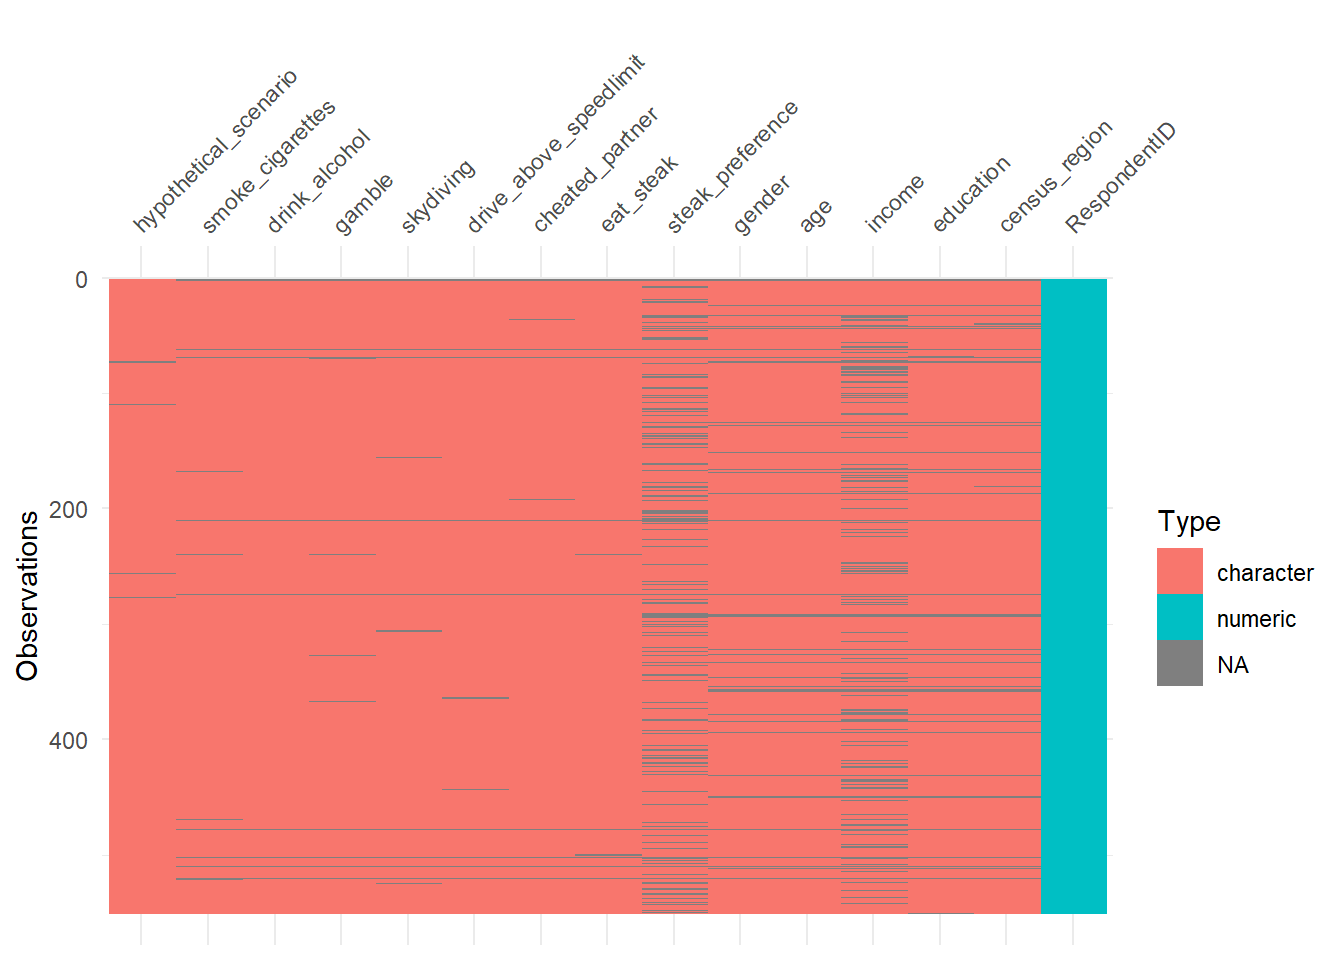 hypothetical_scenario
smoke_cigarettes
drink_alcohol
gamble
skydiving
drive_above_speedlimit
cheated_partner
eat_steak
steak_preference
gender
age
income
education
census_region
RespondentID
0
200
400
Observations
Type
character
numeric
NA